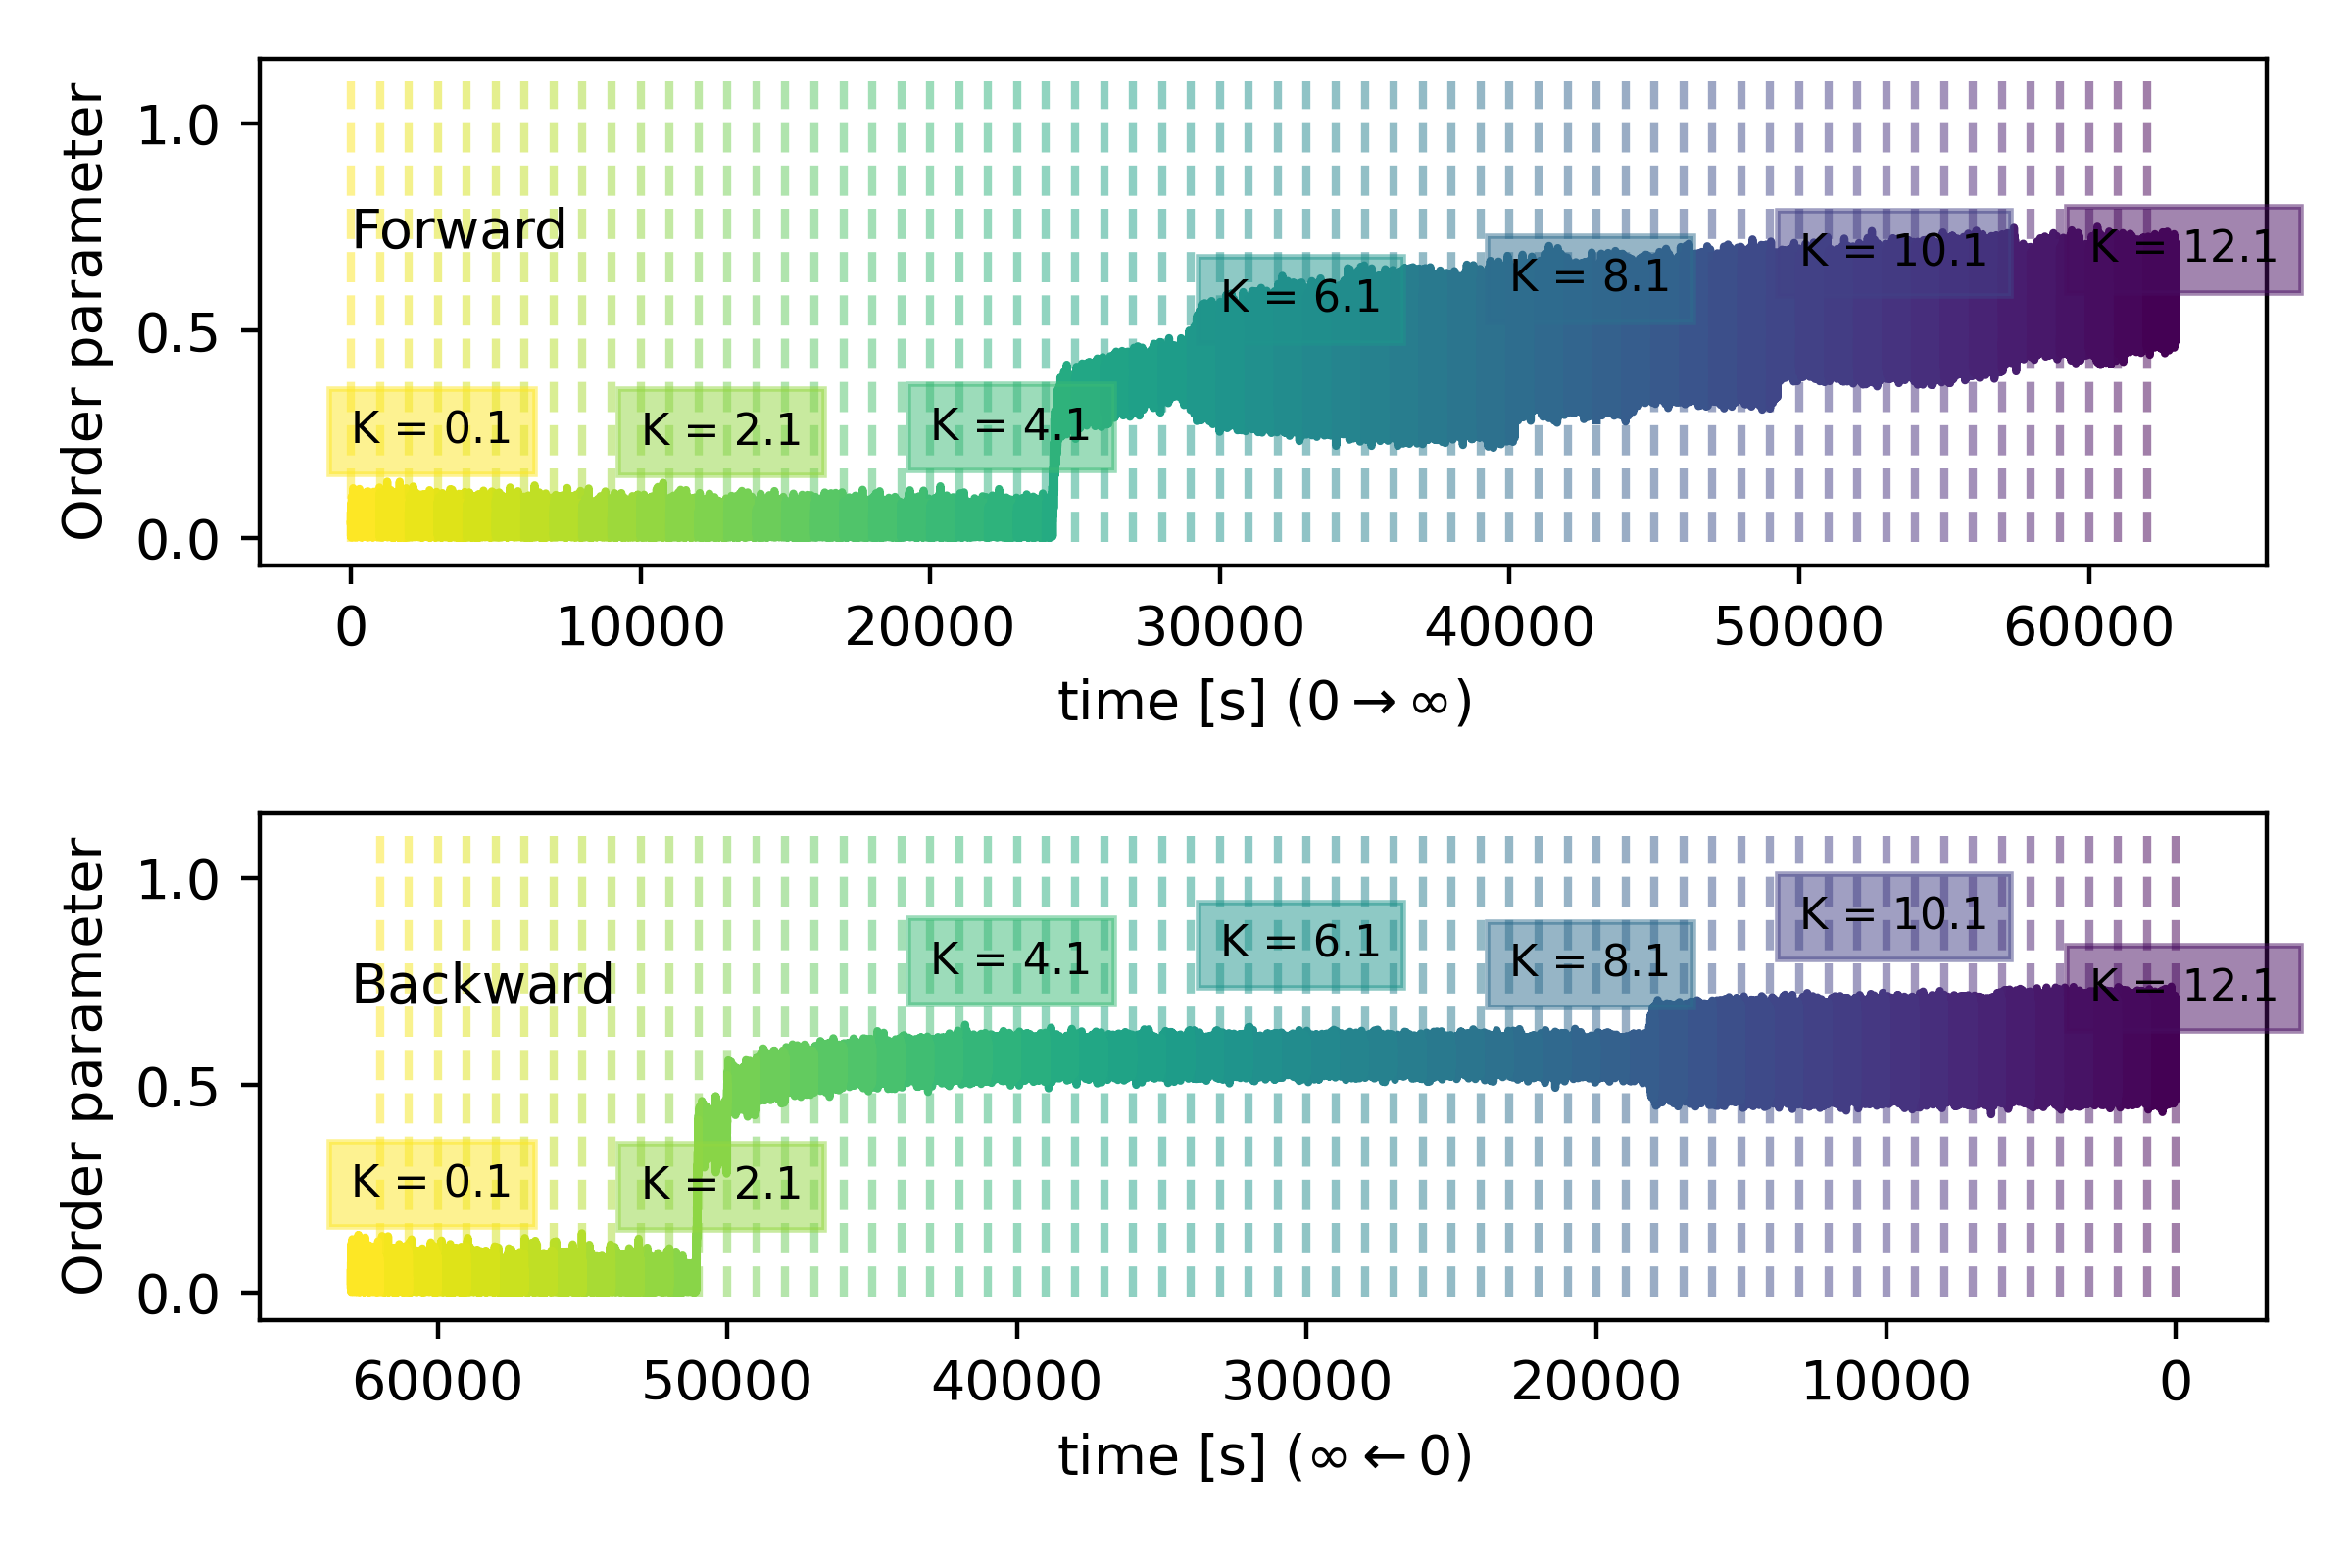 Order parameter
1.0
0.5
0.0
Forward
K = 0.1
K = 2.1
K = 4.1
K = 6.1
K = 8.1
K = 10.1
K = 12.1
0 10000 20000 30000 40000 50000 60000
time [s] (0 → ∞)
Order parameter
1.0
0.5
0.0
Backward
K = 0.1
K = 2.1
K = 4.1
K = 6.1
K = 8.1
K = 10.1
K = 12.1
60000 50000 40000 30000 20000 10000 0
time [s] (∞ ← 0)